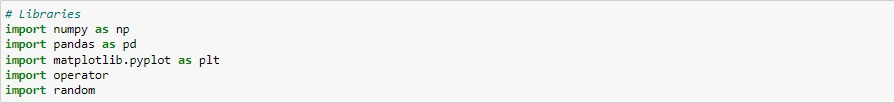 # Libraries
import numpy as np
import pandas as pd
import matplotlib.pyplot as plt
import operator
import random